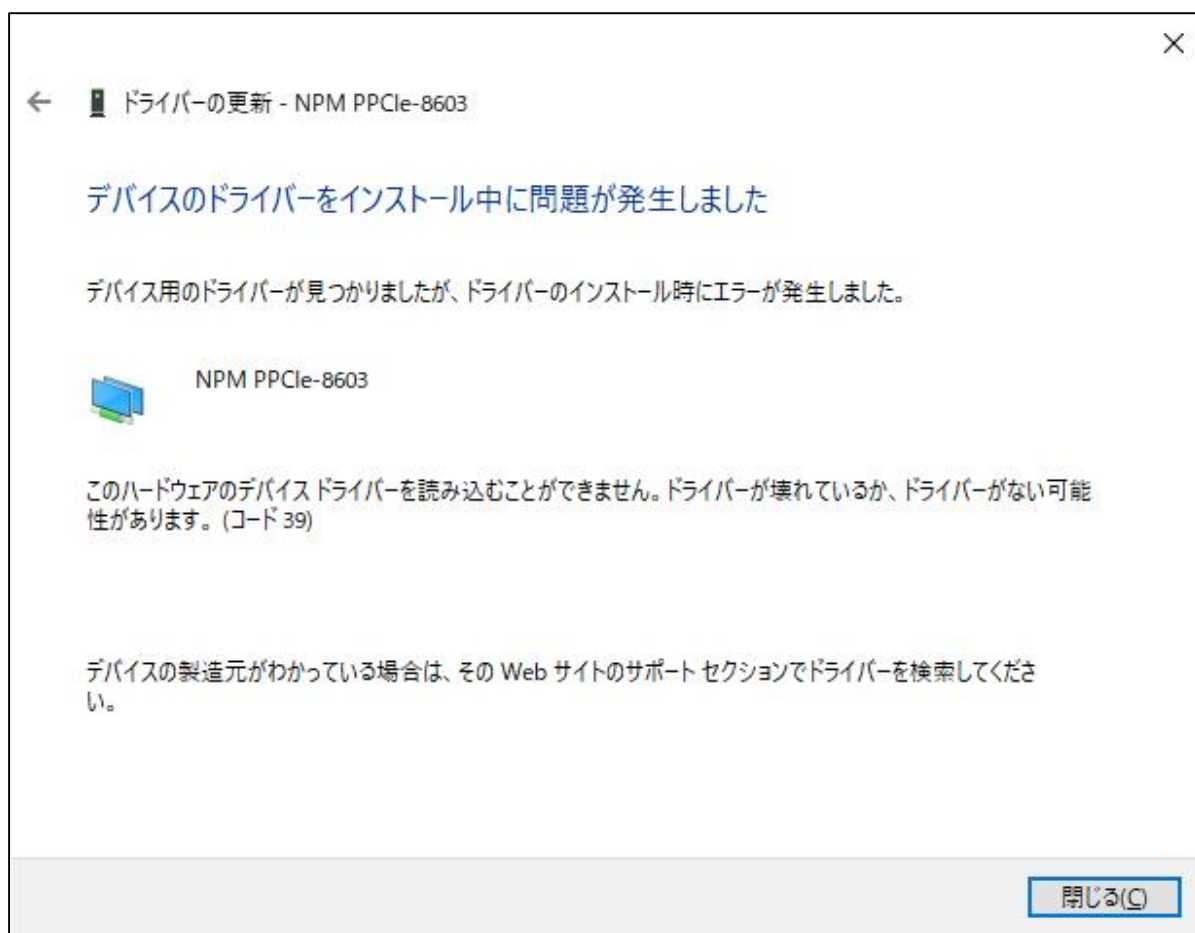 ドライバーの更新 - NPM PPCIe-8603
デバイスのドライバーをインストール中に問題が発生しました
デバイス用のドライバーが見つかりましたが、ドライバーのインストール時にエラーが発生しました。
NPM PPCIe-8603
このハードウェアのデバイス ドライバーを読み込むことができません。ドライバーが壊れているか、ドライバーがない可能
性があります。 (コード 39)
デバイスの製造元がわかっている場合は、その Web サイトのサポート セクションでドライバーを検索してくださ
い。
閉じる(C)